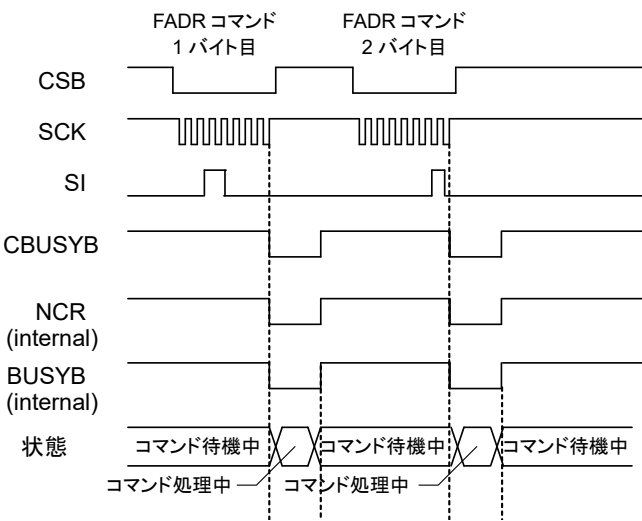 FADR コマンド
1 バイト目
FADR コマンド
2 バイト目
CSB
SCK
SI
CBUSYB
NCR
(internal)
BUSYB
(internal)
状態
コマンド待機中
コマンド待機中
コマンド待機中
コマンド処理中
コマンド処理中